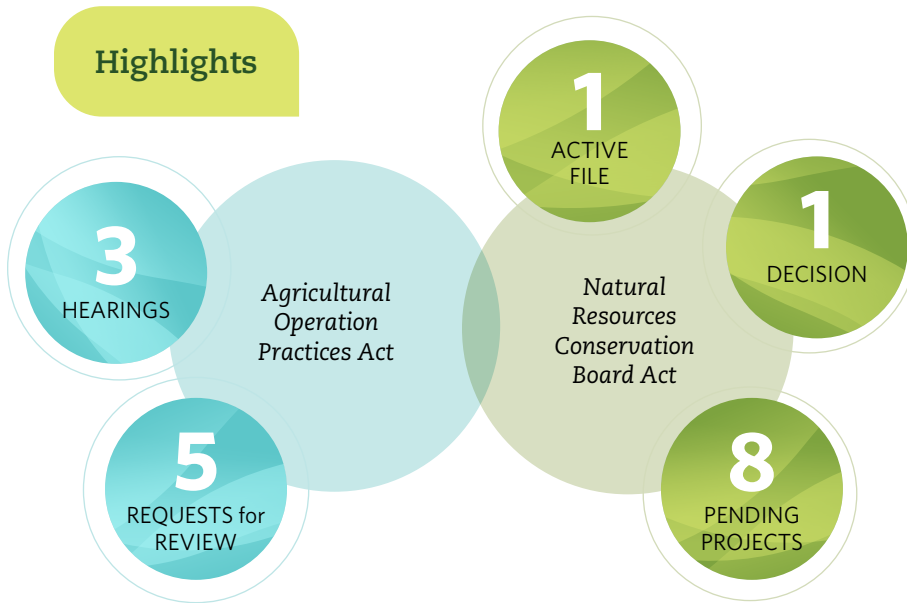 Highlights
3
HEARINGS
5
REQUESTS for
REVIEW
Agricultural
Operation
Practices Act
Natural
Resources
Conservation
Board Act
1
ACTIVE
FILE
1
DECISION
8
PENDING
PROJECTS